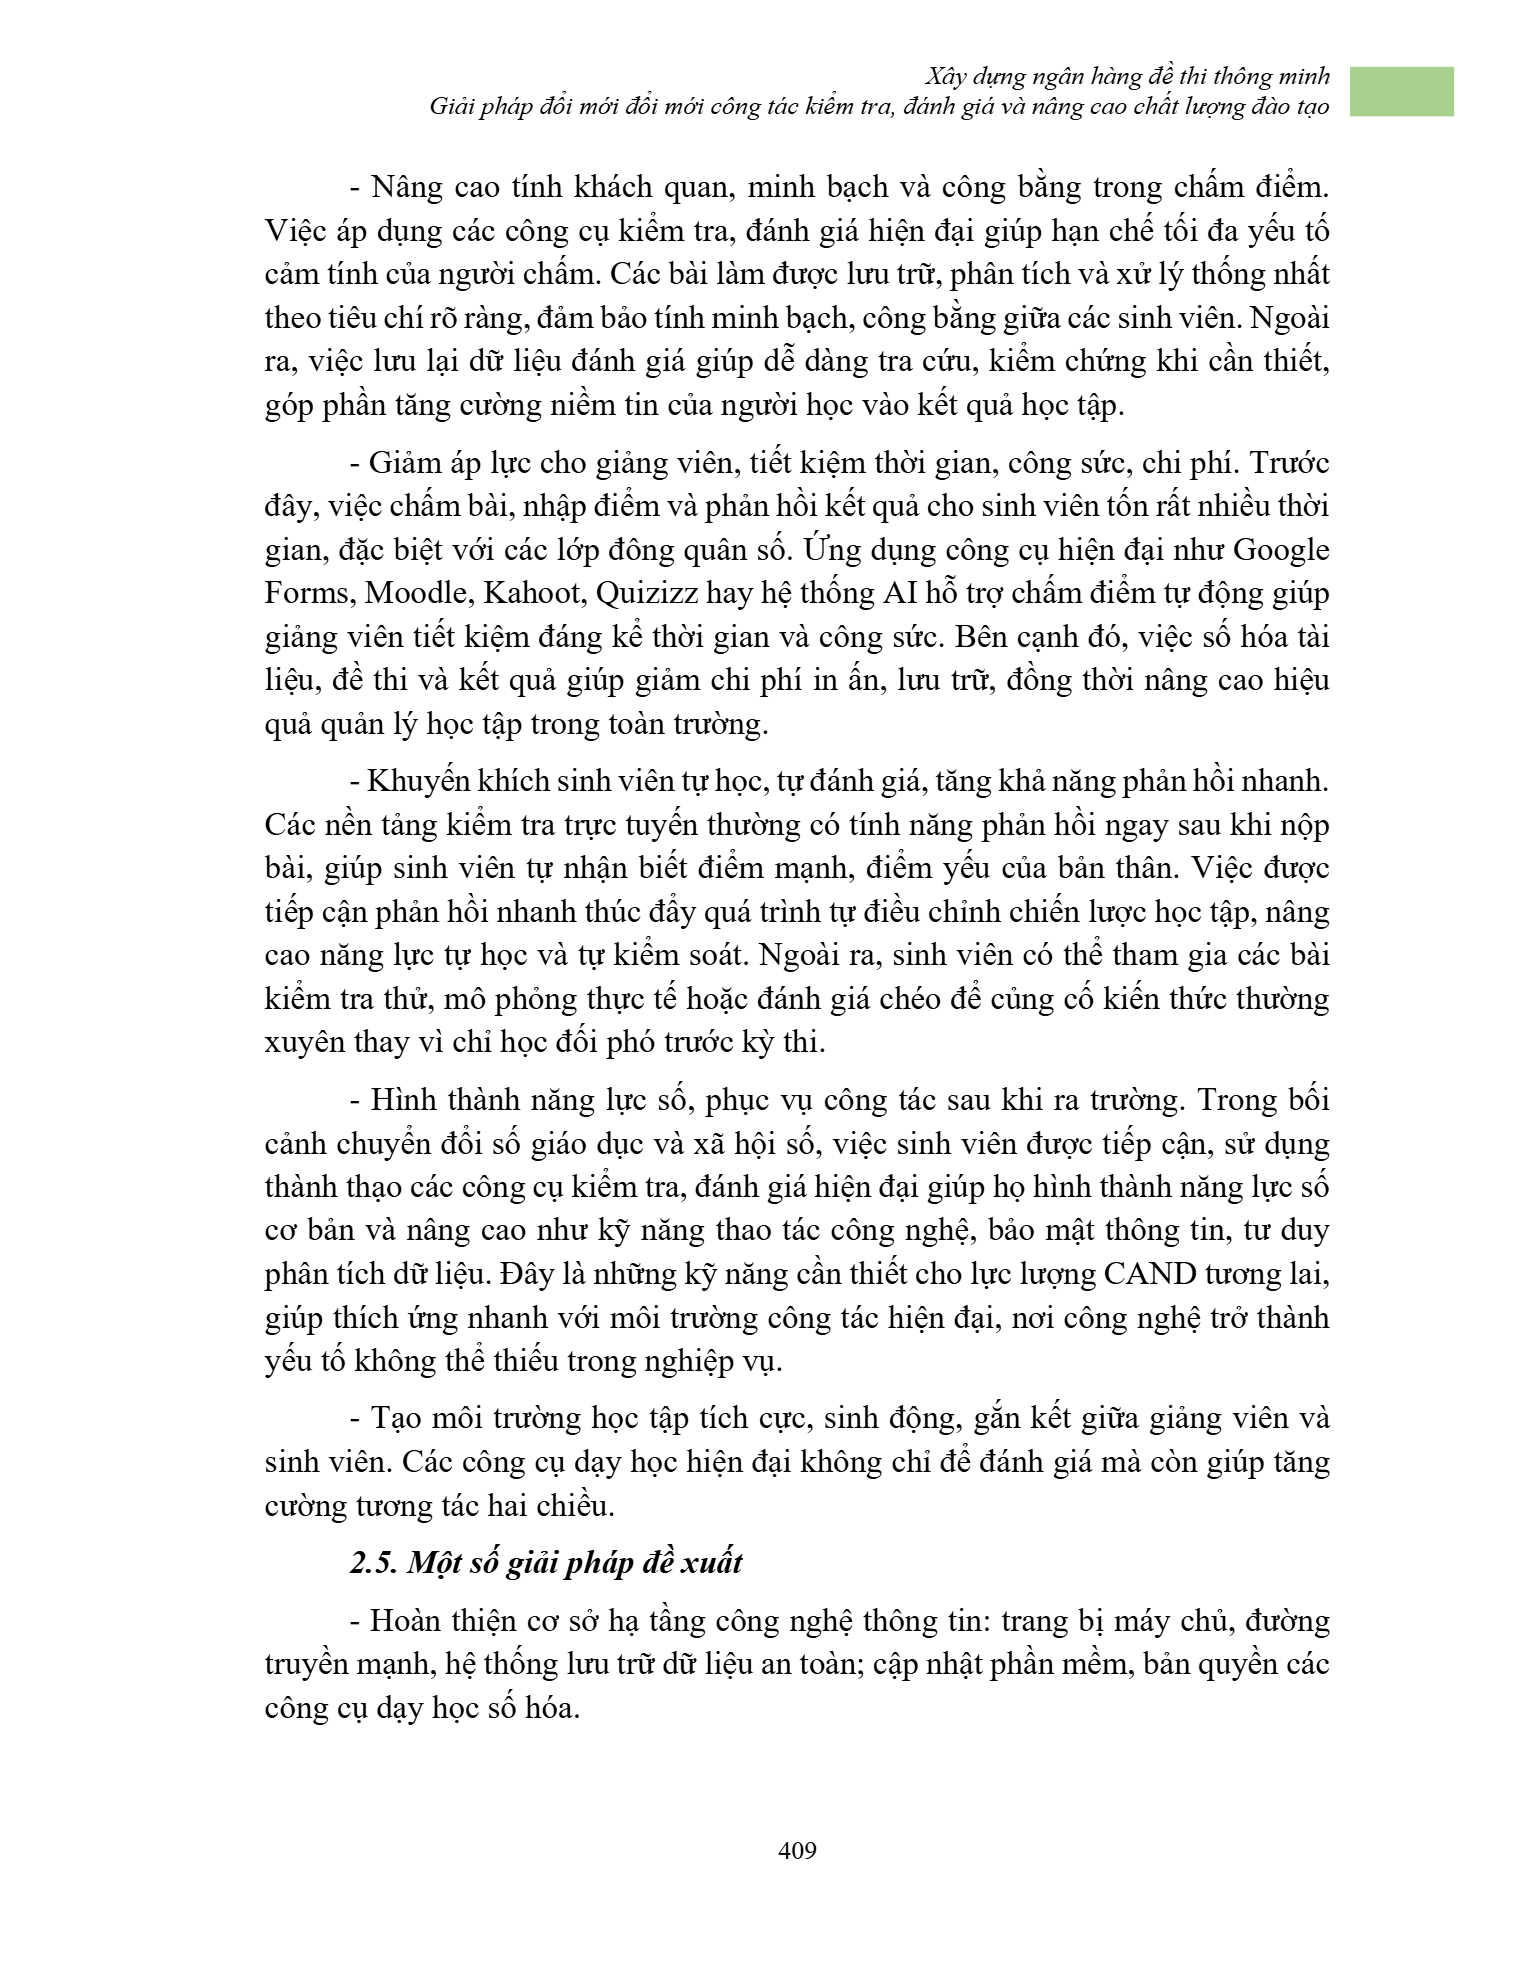 Xây dựng ngân hàng đề thi thông minh
Giải pháp đổi mới đổi mới công tác kiểm tra, đánh giá và nâng cao chất lượng đào tạo
- Nâng cao tính khách quan, minh bạch và công bằng trong chấm điểm.
Việc áp dụng các công cụ kiểm tra, đánh giá hiện đại giúp hạn chế tối đa yếu tố
cảm tính của người chấm. Các bài làm được lưu trữ, phân tích và xử lý thống nhất
theo tiêu chí rõ ràng, đảm bảo tính minh bạch, công bằng giữa các sinh viên. Ngoài
ra, việc lưu lại dữ liệu đánh giá giúp dễ dàng tra cứu, kiểm chứng khi cần thiết,
góp phần tăng cường niềm tin của người học vào kết quả học tập.
- Giảm áp lực cho giảng viên, tiết kiệm thời gian, công sức, chi phí. Trước
đây, việc chấm bài, nhập điểm và phản hồi kết quả cho sinh viên tốn rất nhiều thời
gian, đặc biệt với các lớp đông quân số. Ứng dụng công cụ hiện đại như Google
Forms, Moodle, Kahoot, Quizizz hay hệ thống AI hỗ trợ chấm điểm tự động giúp
giảng viên tiết kiệm đáng kể thời gian và công sức. Bên cạnh đó, việc số hóa tài
liệu, đề thi và kết quả giúp giảm chi phí in ấn, lưu trữ, đồng thời nâng cao hiệu
quả quản lý học tập trong toàn trường.
- Khuyến khích sinh viên tự học, tự đánh giá, tăng khả năng phản hồi nhanh.
Các nền tảng kiểm tra trực tuyến thường có tính năng phản hồi ngay sau khi nộp
bài, giúp sinh viên tự nhận biết điểm mạnh, điểm yếu của bản thân. Việc được
tiếp cận phản hồi nhanh thúc đẩy quá trình tự điều chỉnh chiến lược học tập, nâng
cao năng lực tự học và tự kiểm soát. Ngoài ra, sinh viên có thể tham gia các bài
kiểm tra thử, mô phỏng thực tế hoặc đánh giá chéo để củng cố kiến thức thường
xuyên thay vì chỉ học đối phó trước kỳ thi.
- Hình thành năng lực số, phục vụ công tác sau khi ra trường. Trong bối
cảnh chuyển đổi số giáo dục và xã hội số, việc sinh viên được tiếp cận, sử dụng
thành thạo các công cụ kiểm tra, đánh giá hiện đại giúp họ hình thành năng lực số
cơ bản và nâng cao như kỹ năng thao tác công nghệ, bảo mật thông tin, tư duy
phân tích dữ liệu. Đây là những kỹ năng cần thiết cho lực lượng CAND tương lai,
giúp thích ứng nhanh với môi trường công tác hiện đại, nơi công nghệ trở thành
yếu tố không thể thiếu trong nghiệp vụ.
- Tạo môi trường học tập tích cực, sinh động, gắn kết giữa giảng viên và
sinh viên. Các công cụ dạy học hiện đại không chỉ để đánh giá mà còn giúp tăng
cường tương tác hai chiều.
2.5. Một số giải pháp đề xuất
- Hoàn thiện cơ sở hạ tầng công nghệ thông tin: trang bị máy chủ, đường
truyền mạnh, hệ thống lưu trữ dữ liệu an toàn; cập nhật phần mềm, bản quyền các
công cụ dạy học số hóa.
409